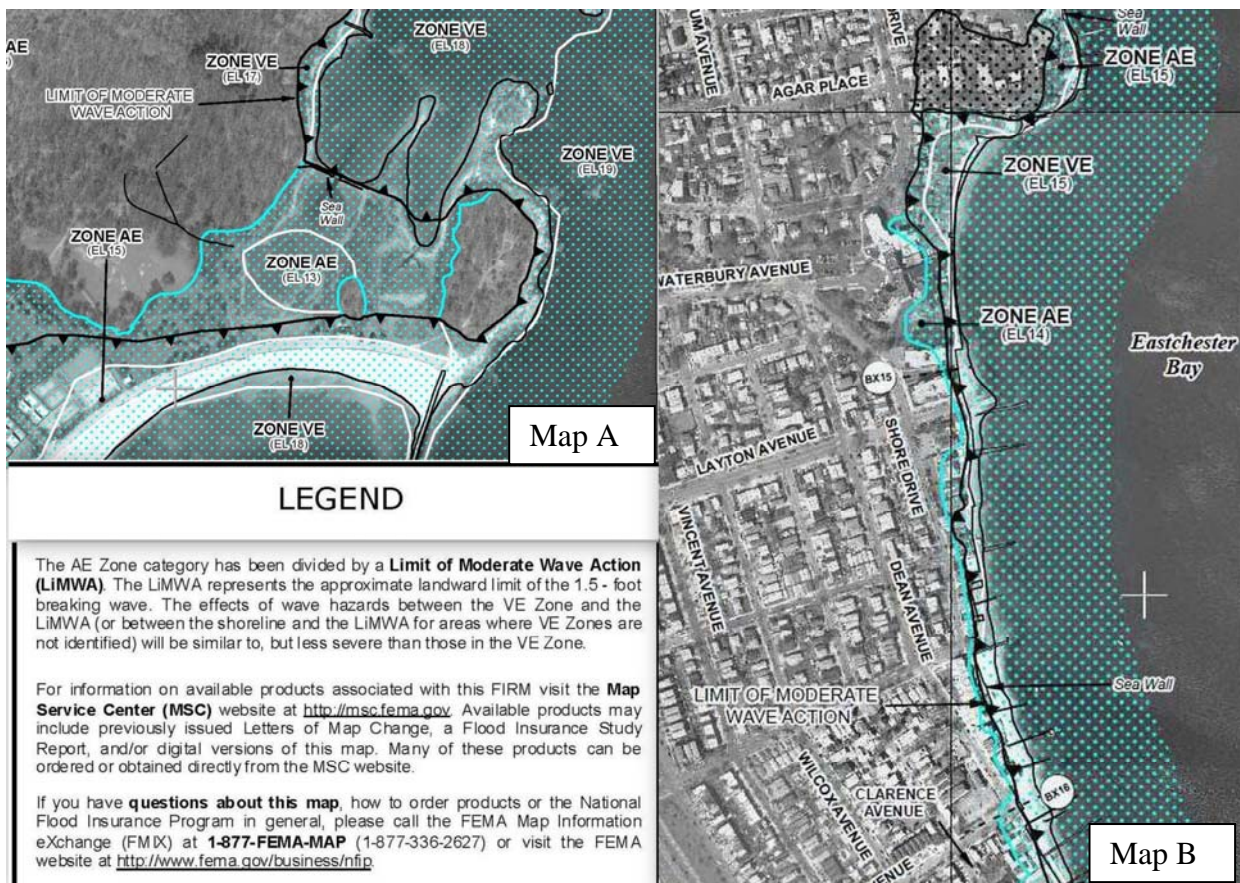 ZONE AE
ZONE VE
(EL 17)
LIMIT OF MODERATE
WAVE ACTION
ZONE VE
(EL 18)
ZONE VE
(EL 19)
Sea
Wall
ZONE AE
(EL 15)
ZONE AE
(EL 13)
ZONE VE
(EL 18)
Map A
LEGEND
The AE Zone category has been divided by a Limit of Moderate Wave Action
(LiMWA). The LiMWA represents the approximate landward limit of the 1.5 - foot
breaking wave. The effects of wave hazards between the VE Zone and the
LiMWA (or between the shoreline and the LiMWA for areas where VE Zones are
not identified) will be similar to, but less severe than those in the VE Zone.
For information on available products associated with this FIRM visit the Map
Service Center (MSC) website at http://msc.fema.gov. Available products may
include previously issued Letters of Map Change, a Flood Insurance Study
Report, and/or digital versions of this map. Many of these products can be
ordered or obtained directly from the MSC website.
If you have questions about this map, how to order products or the National
Flood Insurance Program in general, please call the FEMA Map Information
eXchange (FMIX) at 1-877-FEMA-MAP (1-877-336-2627) or visit the FEMA
website at http://www.fema.gov/business/nfip.
UM AVENUE
DRIVE
Sea
Wall
AGAR PLACE
ZONE AE
(EL 15)
ZONE VE
(EL 15)
WATERBURY AVENUE
ZONE AE
(EL 14)
Eastchester
Bay
BX15
LAYTON AVENUE
SHORE DRIVE
VINCENT AVENUE
DEAN AVENUE
LIMIT OF MODERATE
WAVE ACTION
Sea Wall
WILCOX AVENUE
CLARENCE
AVENUE
BX16
AVENUE
Map B